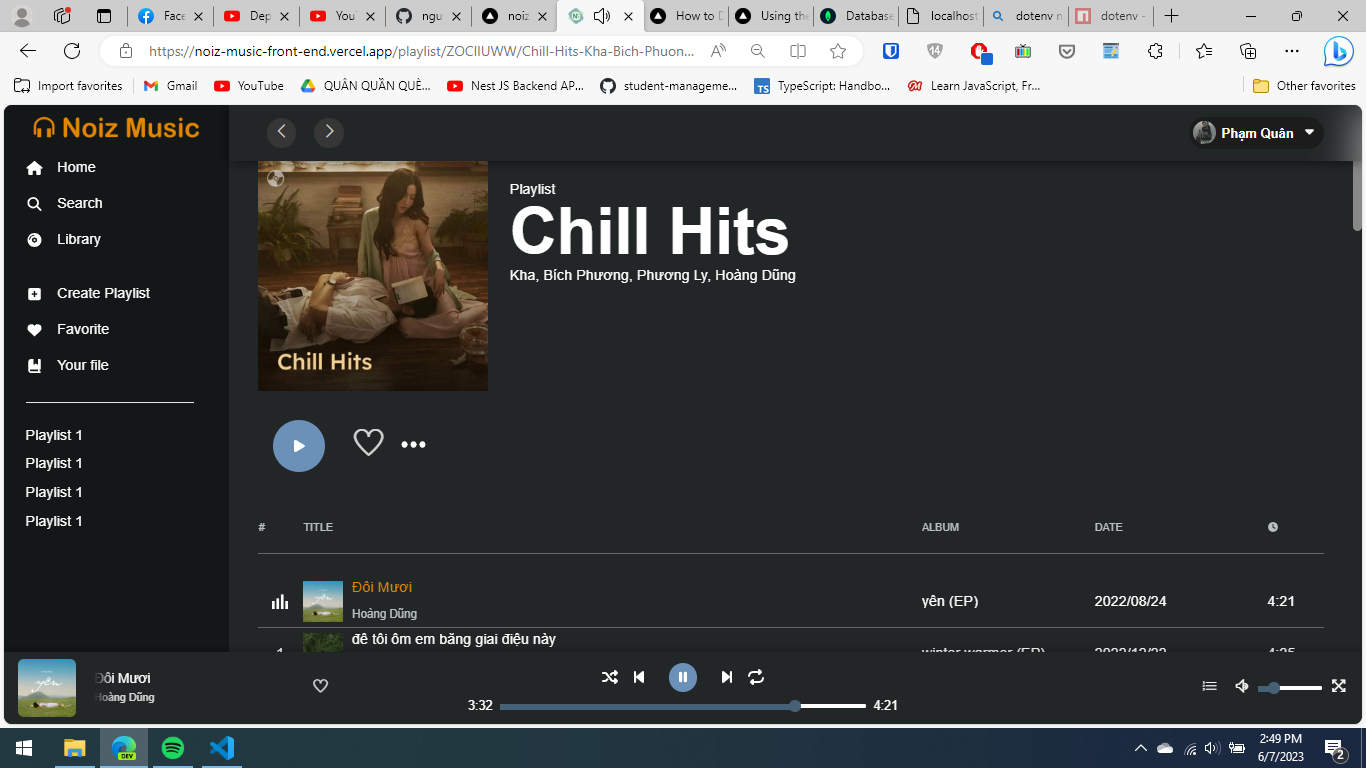 Face
Dep
You
ngu
noiz
How to D
Using the
Database
localhost
dotenv n
dotenv -
https://noiz-music-front-end.vercel.app/playlist/ZOCIIUWW/Chill-Hits-Kha-Bich-Phuon...
Import favorites
Gmail
YouTube
QUÂN QUẦN QUÈ...
Nest JS Backend AP...
student-manageme...
TypeScript: Handbo...
Learn JavaScript, Fr...
Other favorites
Noiz Music
Phạm Quân
Home
Search
Library
Create Playlist
Favorite
Your file
Playlist 1
Playlist 1
Playlist 1
Playlist 1
Chill Hits
Playlist
Chill Hits
Kha, Bích Phương, Phương Ly, Hoàng Dũng
# TITLE ALBUM DATE
Đôi Mươi
Hoàng Dũng
yên (EP) 2022/08/24 4:21
để tôi ôm em bằng giai điệu này
1 winter warmer (EP) 4:25
yên
Đôi Mươi
Hoàng Dũng
3:32 4:21
DEV
2:49 PM
6/7/2023
2